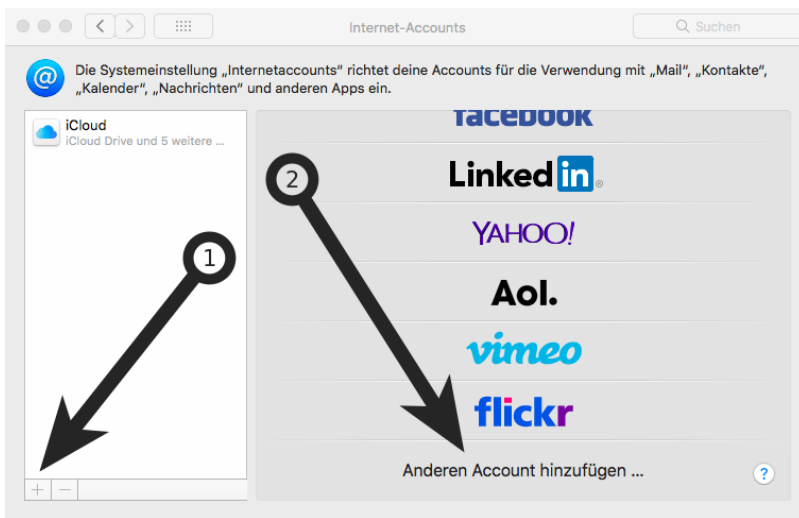 Internet-Accounts
Suchen
Die Systemeinstellung „Internetaccounts“ richtet deine Accounts für die Verwendung mit „Mail“, „Kontakte“,
„Kalender“, „Nachrichten“ und anderen Apps ein.
iCloud
iCloud Drive und 5 weitere ...
facebook
LinkedIn®
YAHOO!
Aol.
vimeo
flickr
Anderen Account hinzufügen ...
?
1
2
+ −
@